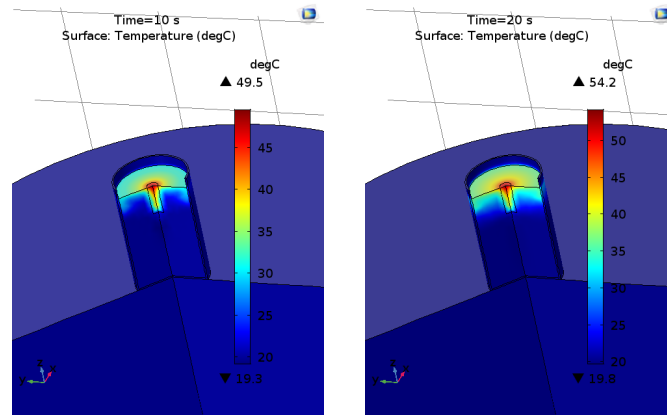 Time=10 s
Surface: Temperature (degC)
degC
▲ 49.5
45
40
35
30
25
20
▼ 19.3
z
y
x
Time=20 s
Surface: Temperature (degC)
degC
▲ 54.2
50
45
40
35
30
25
20
▼ 19.8
z
y
x